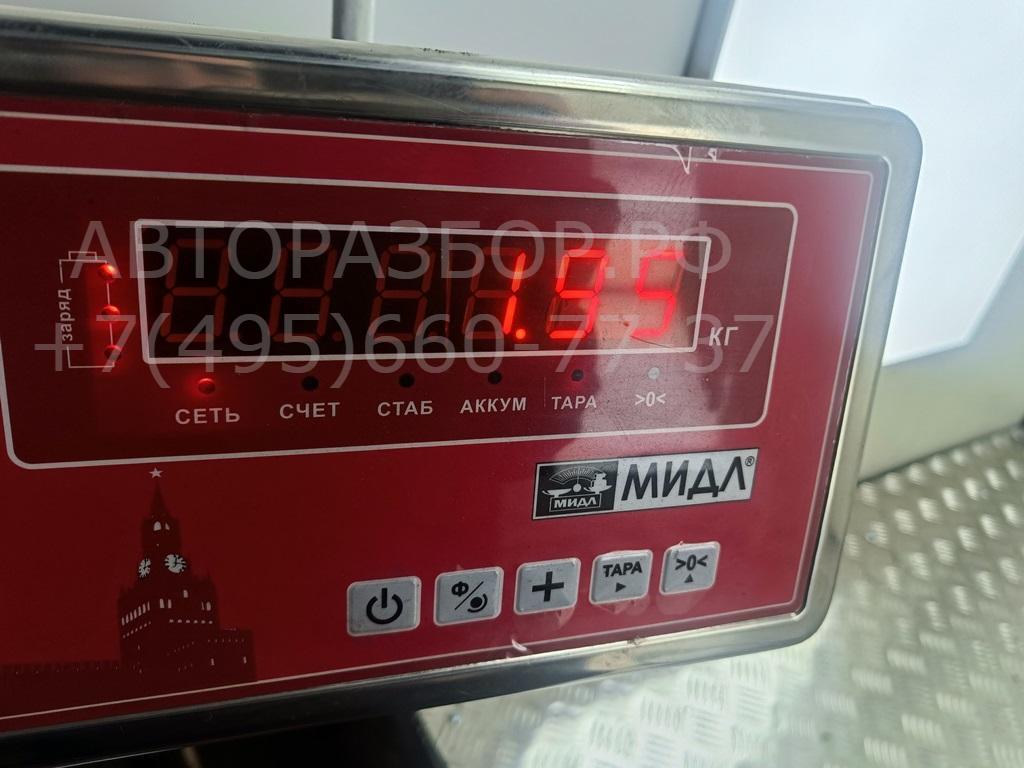 АВТОРАЗБОР.РФ
+7(495)660-77-37
заряд
1.95
КГ
СЕТЬ СЧЕТ СТАБ АККУМ ТАРА >0<
МИДЛ МИДЛ®
Ф/ + ТАРА >0<